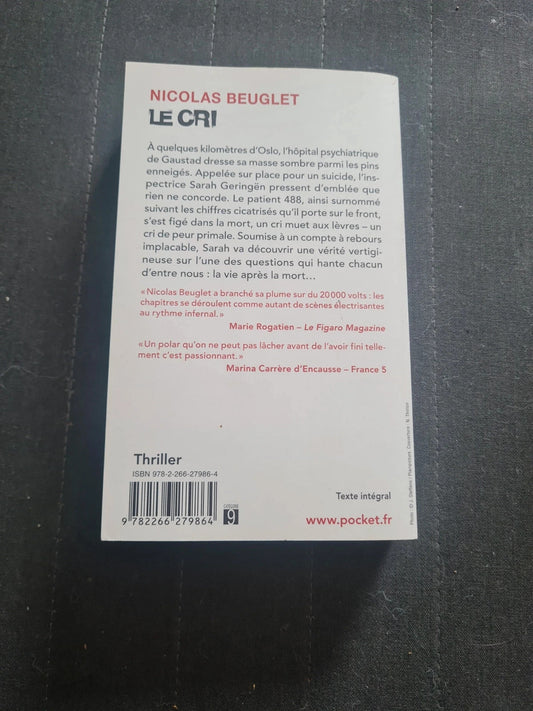 NICOLAS BEUGLET
LE CRI
À quelques kilomètres d'Oslo, l'hôpital psychiatrique
de Gaustad dresse sa masse sombre parmi les pins
enneigés. Appelée sur place pour un suicide, l'ins-
pectrice Sarah Geringën pressent d'emblée que
rien ne concorde. Le patient 488, ainsi surnommé
suivant les chiffres cicatrisés qu'il porte sur le front,
s'est figé dans la mort, un cri muet aux lèvres – un
cri de peur primale. Soumise à un compte à rebours
implacable, Sarah va découvrir une vérité vertigi-
neuse sur l'une des questions qui hante chacun
d'entre nous : la vie après la mort…
« Nicolas Beuglet a branché sa plume sur du 20 000 volts : les
chapitres se déroulent comme autant de scènes électrisantes
au rythme infernal. »
Marie Rogatien – Le Figaro Magazine
« Un polar qu'on ne peut pas lâcher avant de l'avoir fini telle-
ment c'est passionnant. »
Marina Carrère d'Encausse – France 5
Thriller
ISBN 978-2-266-27986-4
9 782266 279864
CATÉGORIE
9
Texte intégral
www.pocket.fr
Photo : © J.